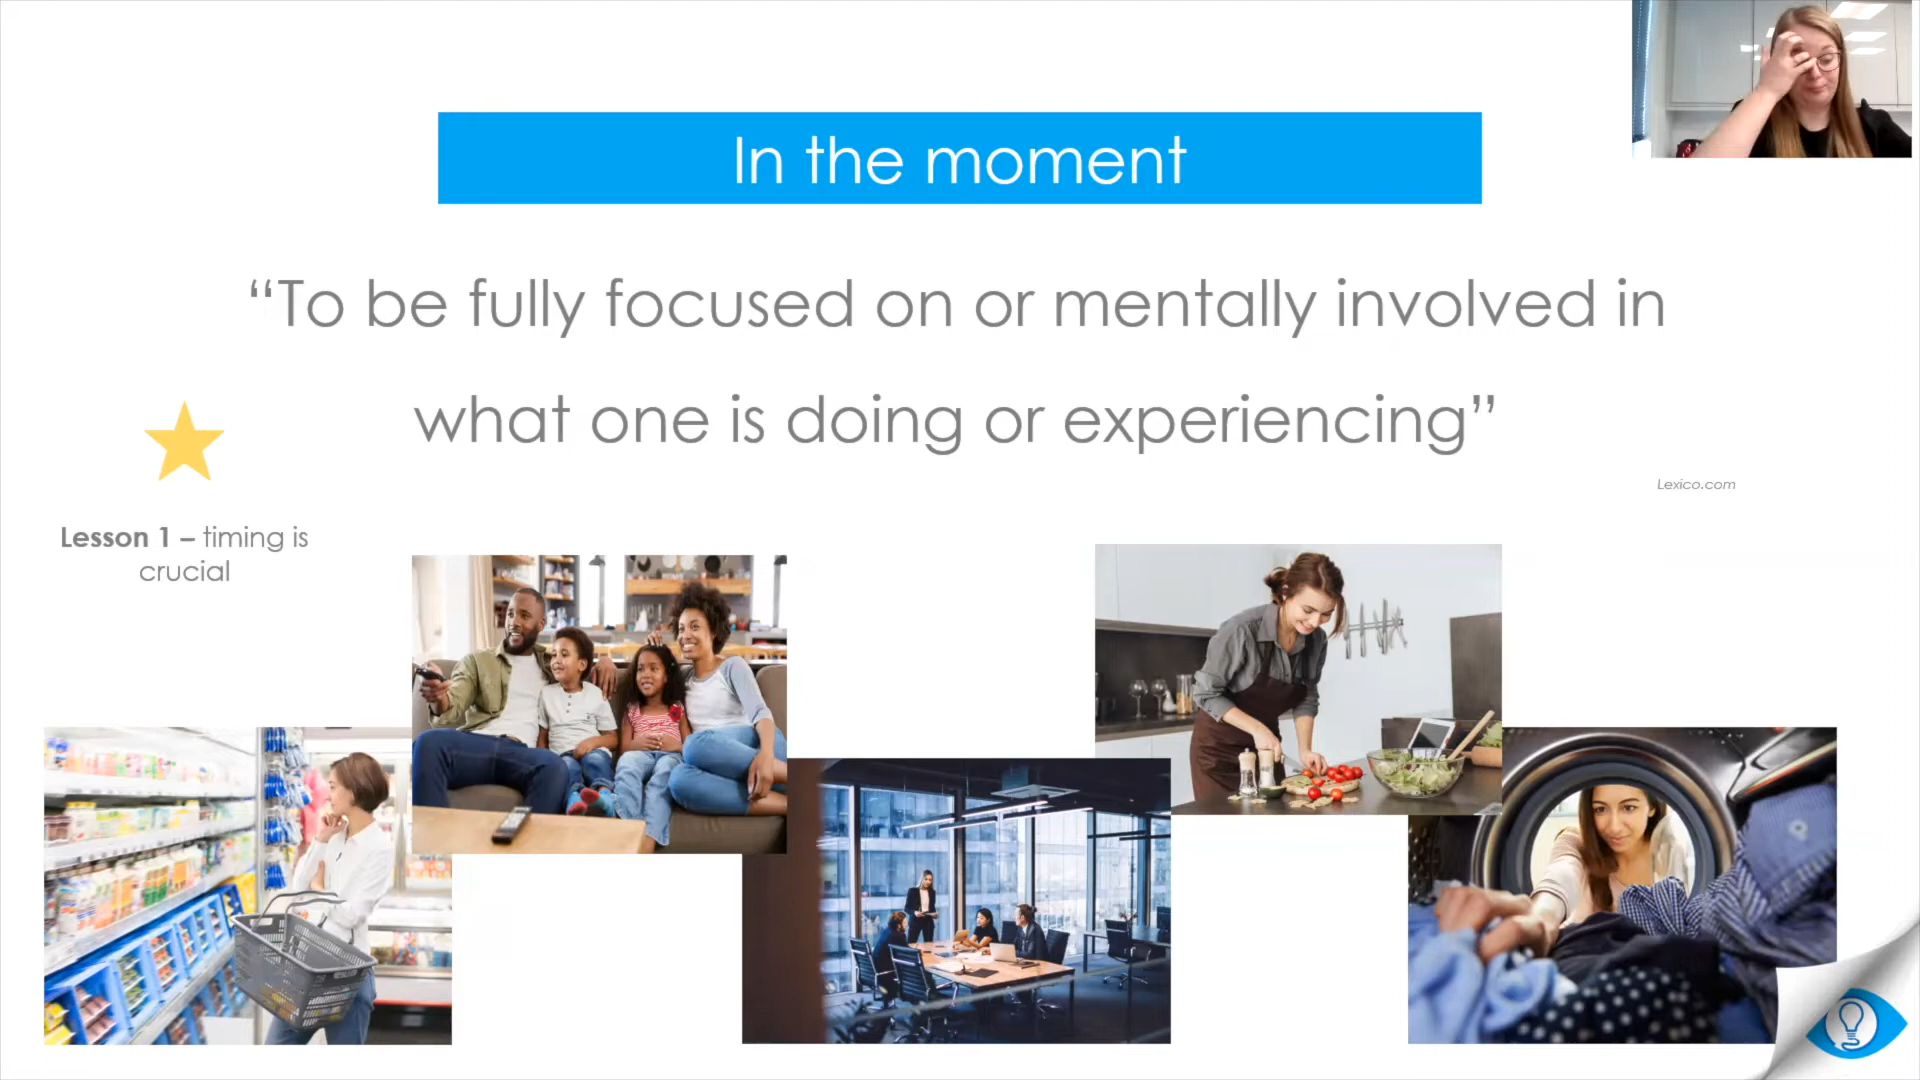 In the moment
“To be fully focused on or mentally involved in
what one is doing or experiencing”
Lexico.com
Lesson 1 – timing is
crucial